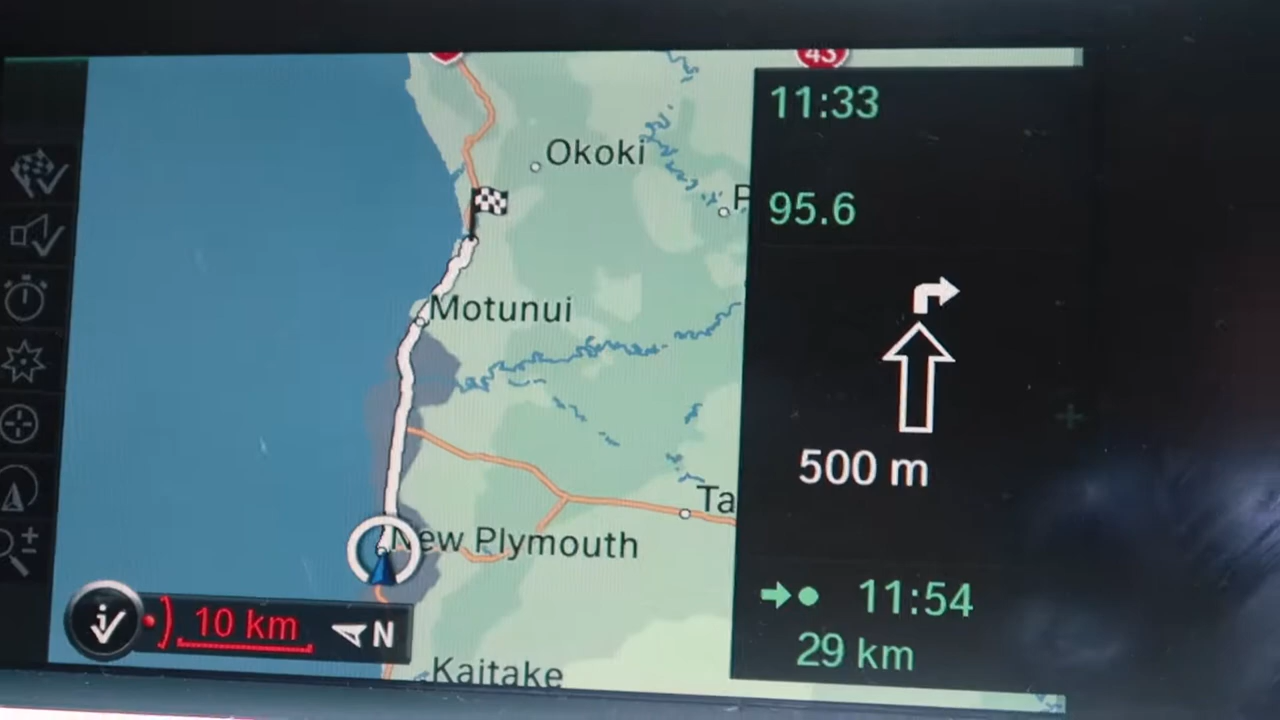 43
11:33
Okoki
P
95.6
Motunui
500 m
Ta
New Plymouth
11:54
10 km
N
29 km
Kaitake